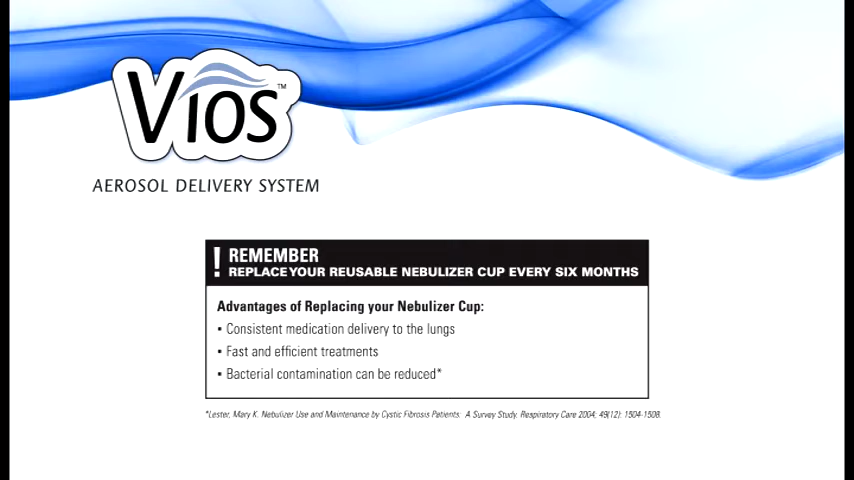 VIOS™
AEROSOL DELIVERY SYSTEM
! REMEMBER
REPLACE YOUR REUSABLE NEBULIZER CUP EVERY SIX MONTHS
Advantages of Replacing your Nebulizer Cup:
▪ Consistent medication delivery to the lungs
▪ Fast and efficient treatments
▪ Bacterial contamination can be reduced*
*Lester, Mary K. Nebulizer Use and Maintenance by Cystic Fibrosis Patients: A Survey Study. Respiratory Care 2004; 49(12): 1504-1508.